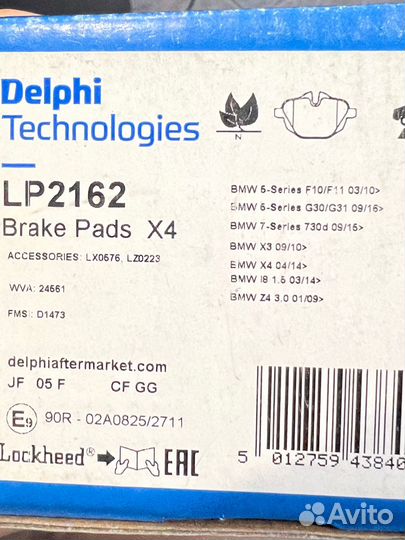 Delphi
Technologies
N
LP2162
Brake Pads X4
ACCESSORIES: LX0576, LZ0223
WVA: 24561
FMSI: D1473
BMW 5-Series F10/F11 03/10>
BMW 5-Series G30/G31 09/16>
BMW 7-Series 730d 09/15>
BMW X3 09/10>
BMW X4 04/14>
BMW I8 1.5 03/14>
BMW Z4 3.0 01/09>
delphiaftermarket.com
JF 05 F CF GG
E9 90R - 02A0825/2711
Lockheed® EAC
5 012759 43840
Avito